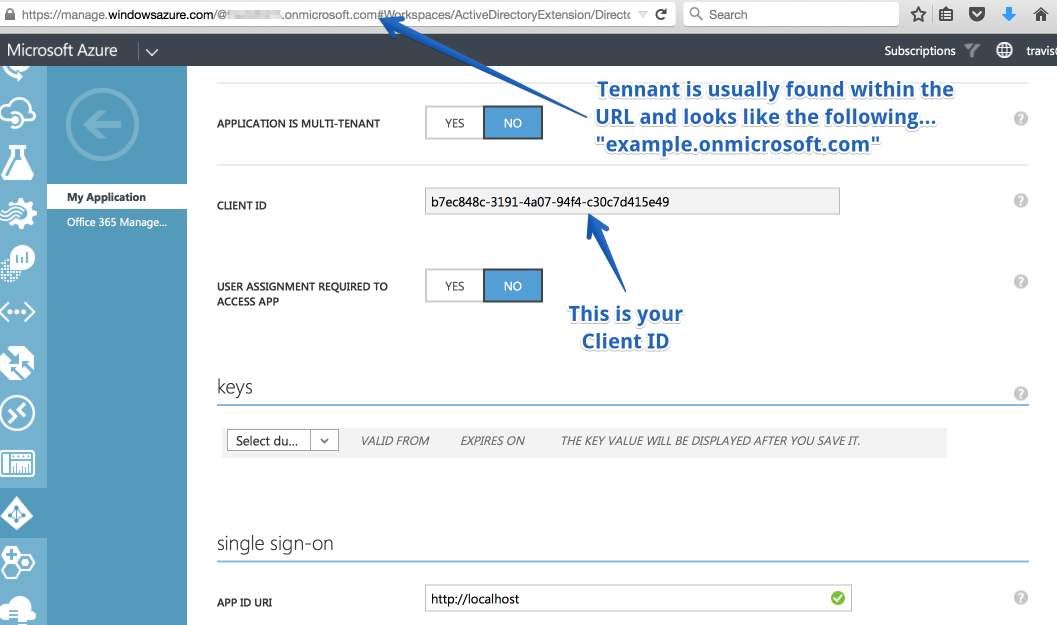 https://manage.windowsazure.com/@ .onmicrosoft.com#Workspaces/ActiveDirectoryExtension/Directo
Search
Microsoft Azure
Subscriptions
travis
Tennant is usually found within the
URL and looks like the following...
"example.onmicrosoft.com"
APPLICATION IS MULTI-TENANT
YES
NO
My Application
Office 365 Manage...
CLIENT ID
b7ec848c-3191-4a07-94f4-c30c7d415e49
USER ASSIGNMENT REQUIRED TO
ACCESS APP
YES
NO
This is your
Client ID
keys
Select du...
VALID FROM
EXPIRES ON
THE KEY VALUE WILL BE DISPLAYED AFTER YOU SAVE IT.
single sign-on
APP ID URI
http://localhost